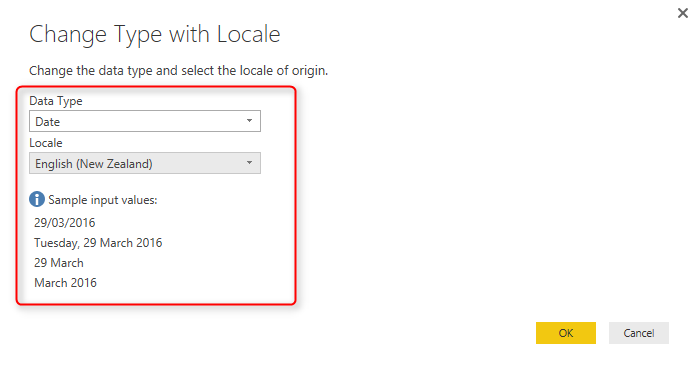 Change Type with Locale
Change the data type and select the locale of origin.
Data Type
Date
Locale
English (New Zealand)
Sample input values:
29/03/2016
Tuesday, 29 March 2016
29 March
March 2016
OK
Cancel